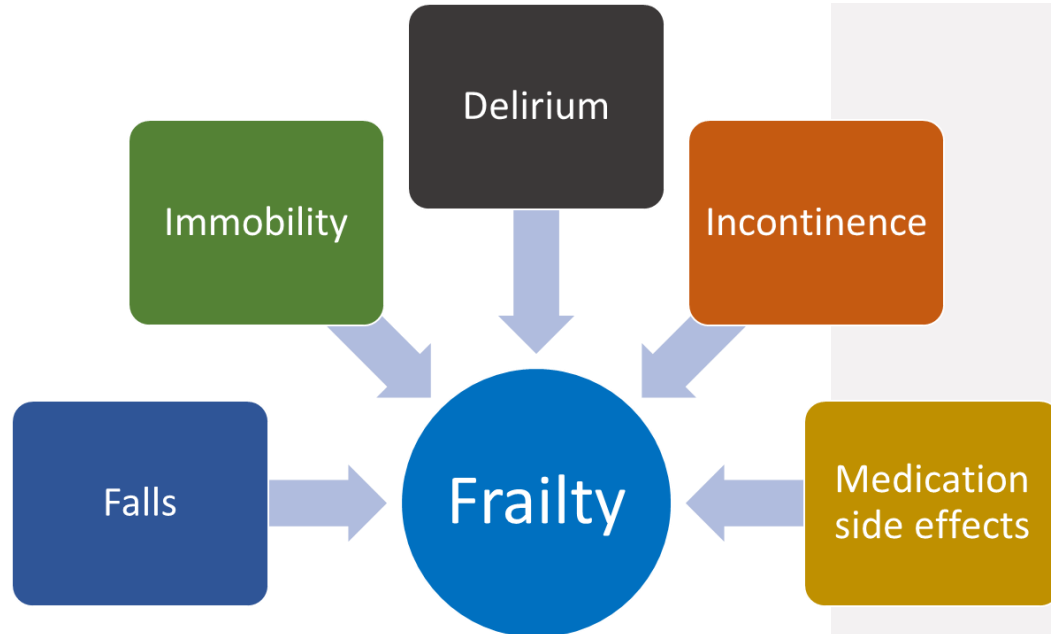 Delirium
Immobility
Incontinence
Falls
Frailty
Medication
side effects